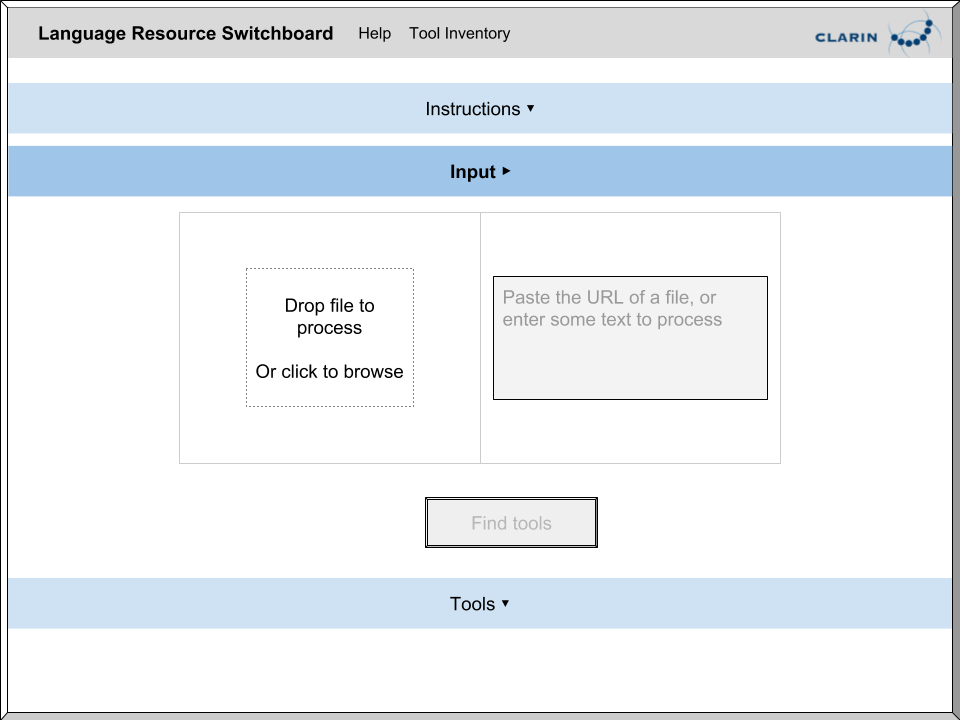 Language Resource Switchboard Help Tool Inventory CLARIN
Instructions ▾
Input ▸
Drop file to
process
Or click to browse
Paste the URL of a file, or
enter some text to process
Find tools
Tools ▾